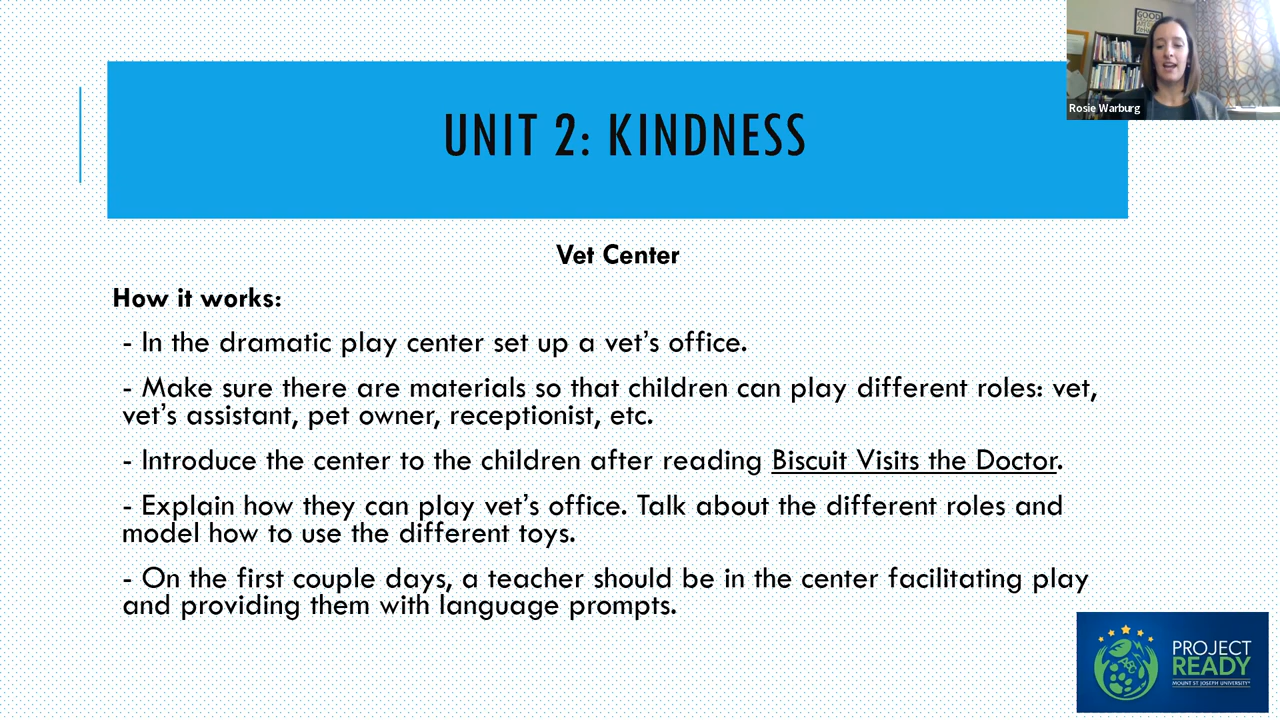 GOOD
Rosie Warburg
UNIT 2: KINDNESS
Vet Center
How it works:
- In the dramatic play center set up a vet’s office.
- Make sure there are materials so that children can play different roles: vet,
vet’s assistant, pet owner, receptionist, etc.
- Introduce the center to the children after reading Biscuit Visits the Doctor.
- Explain how they can play vet’s office. Talk about the different roles and
model how to use the different toys.
- On the first couple days, a teacher should be in the center facilitating play
and providing them with language prompts.
PROJECT
READY
MOUNT ST. JOSEPH UNIVERSITY